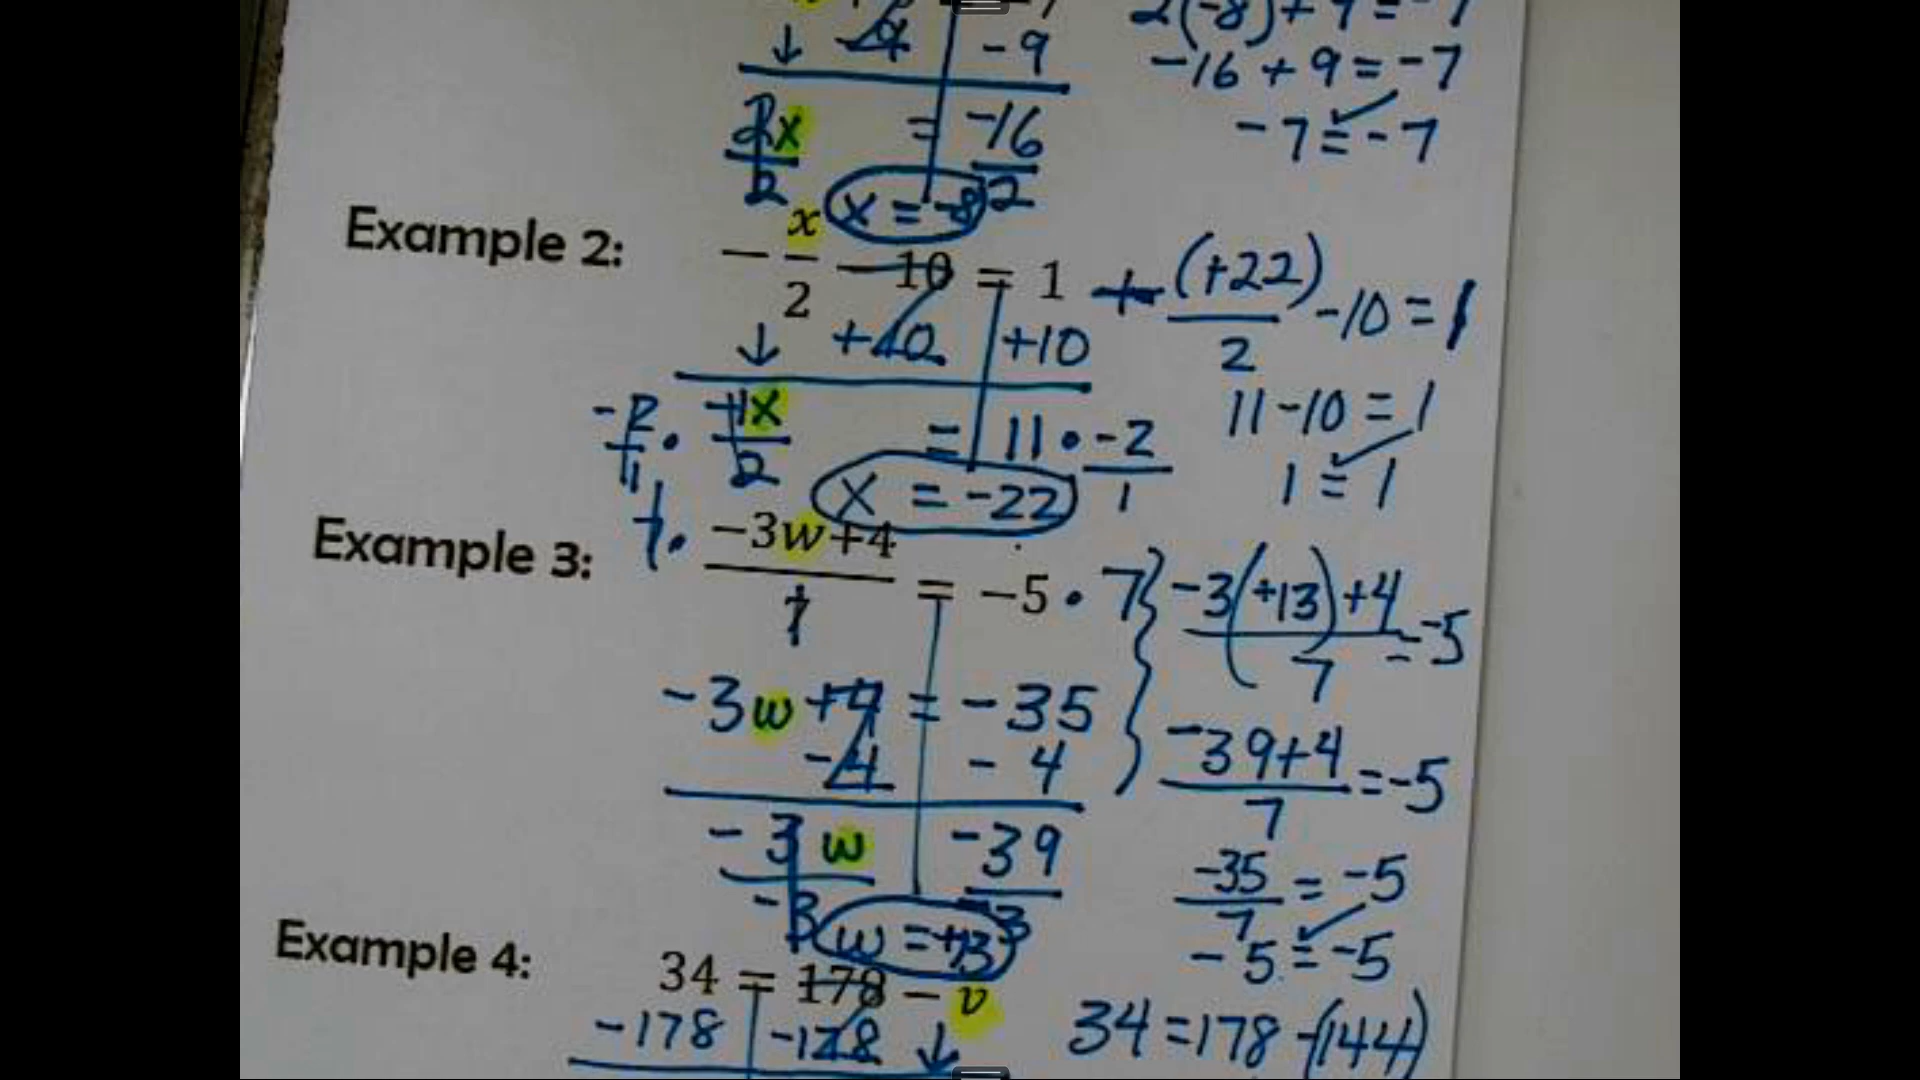 -9 2(-8)+9=-7
↓ -9 -9 -16+9=-7
2x = -16 -7=-7
2 2
x = -8
Example 2: -x/2 -10 = 1 +(+22)/2 -10=1
↓ +10 +10
-2/1 • -1x/2 = 11 • -2/1 11-10=1
x = -22 1=1
Example 3: 7• -3w+4/7 = -5 • 7 -3(+13)+4/7 =-5
-3w+4 = -35 -39+4/7 =-5
-4 -4
-3w -39 -35/7 = -5
-3 -3
w = +13 -5=-5
Example 4: 34 = 178 - v 34=178-(144)
-178 -178 ↓